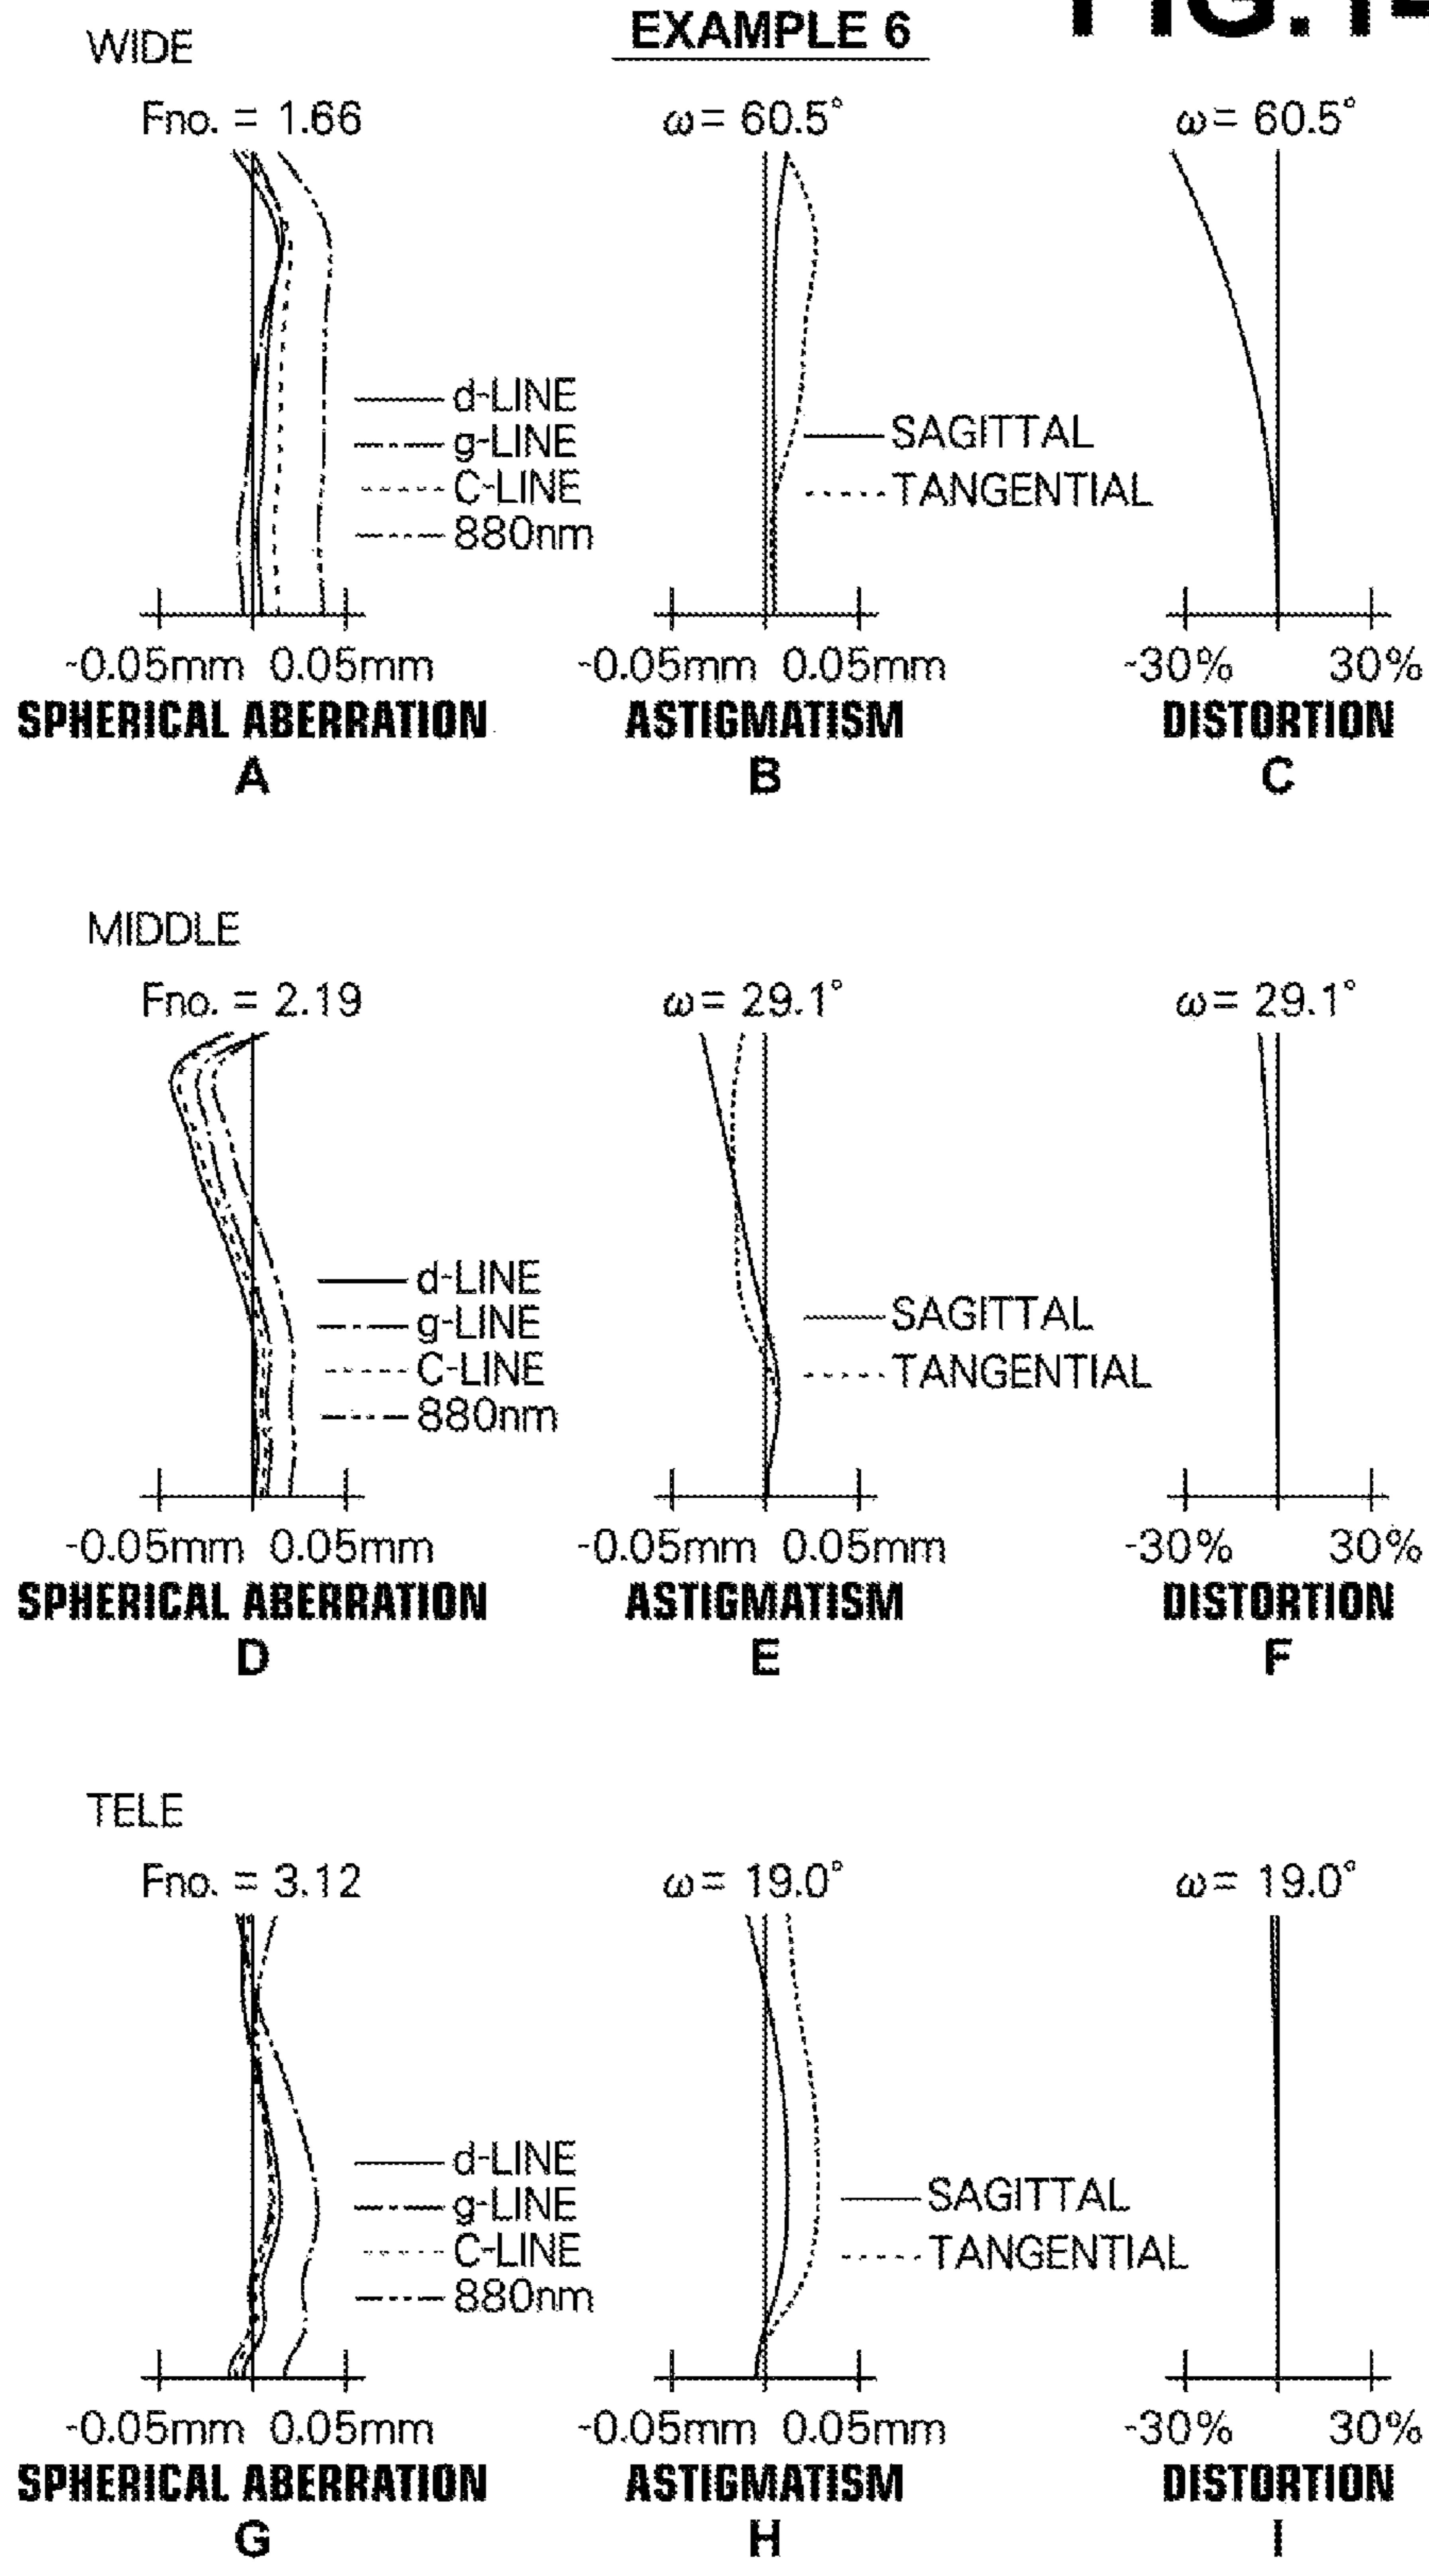 EXAMPLE 6
WIDE
Fno. = 1.66
ω= 60.5°
ω= 60.5°
d-LINE
g-LINE
C-LINE
880nm
SAGITTAL
TANGENTIAL
-0.05mm 0.05mm
-0.05mm 0.05mm
-30% 30%
SPHERICAL ABERRATION
ASTIGMATISM
DISTORTION
A
B
C
MIDDLE
Fno. = 2.19
ω= 29.1°
ω= 29.1°
d-LINE
g-LINE
C-LINE
880nm
SAGITTAL
TANGENTIAL
-0.05mm 0.05mm
-0.05mm 0.05mm
-30% 30%
SPHERICAL ABERRATION
ASTIGMATISM
DISTORTION
D
E
F
TELE
Fno. = 3.12
ω= 19.0°
ω= 19.0°
d-LINE
g-LINE
C-LINE
880nm
SAGITTAL
TANGENTIAL
-0.05mm 0.05mm
-0.05mm 0.05mm
-30% 30%
SPHERICAL ABERRATION
ASTIGMATISM
DISTORTION
G
H
I